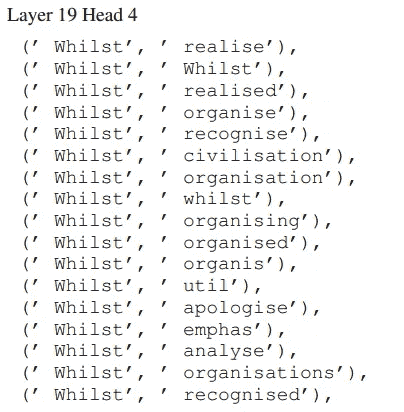 Layer 19 Head 4
(’ Whilst’, ’ realise’),
(’ Whilst’, ’ Whilst’),
(’ Whilst’, ’ realised’),
(’ Whilst’, ’ organise’),
(’ Whilst’, ’ recognise’),
(’ Whilst’, ’ civilisation’),
(’ Whilst’, ’ organisation’),
(’ Whilst’, ’ whilst’),
(’ Whilst’, ’ organising’),
(’ Whilst’, ’ organised’),
(’ Whilst’, ’ organis’),
(’ Whilst’, ’ util’),
(’ Whilst’, ’ apologise’),
(’ Whilst’, ’ emphas’),
(’ Whilst’, ’ analyse’),
(’ Whilst’, ’ organisations’),
(’ Whilst’, ’ recognised’),